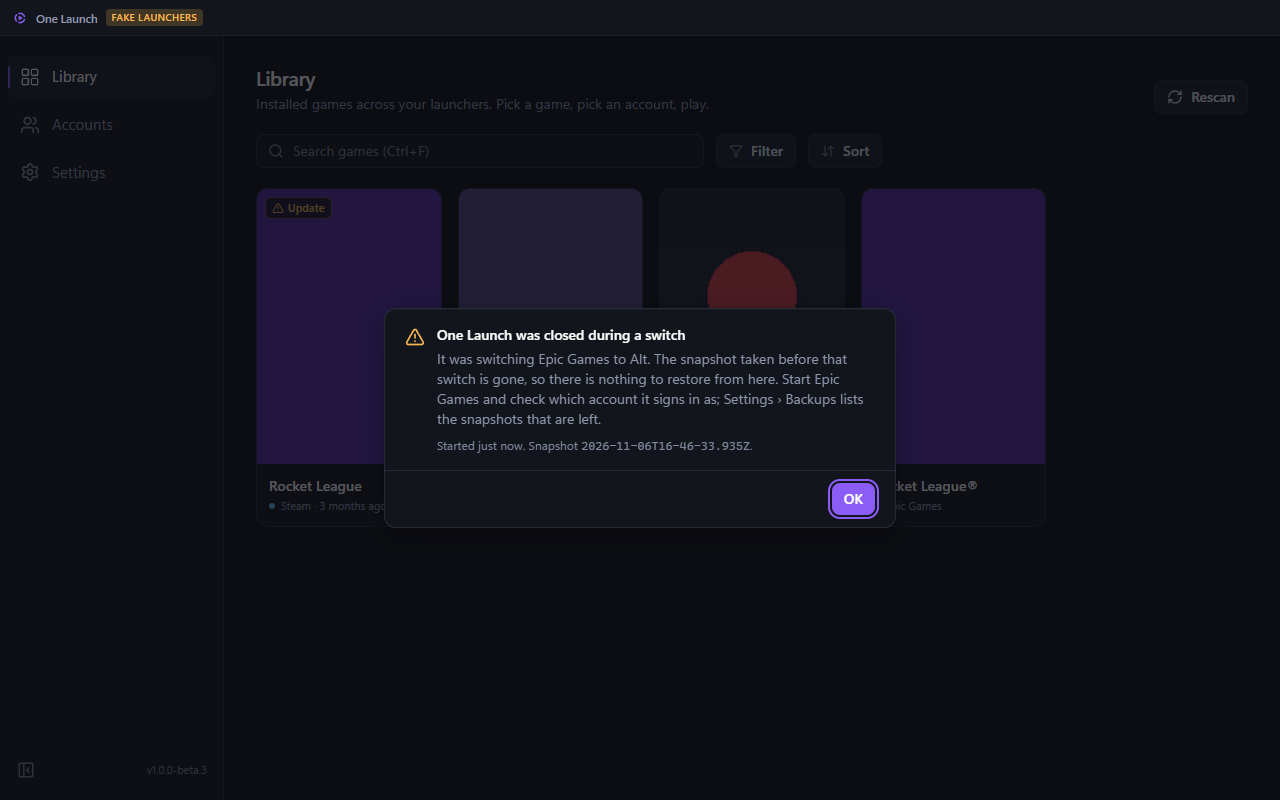 One Launch FAKE LAUNCHERS
Library
Accounts
Settings
Library
Installed games across your launchers. Pick a game, pick an account, play.
Rescan
Search games (Ctrl+F)
Filter
Sort
Update
One Launch was closed during a switch
It was switching Epic Games to Alt. The snapshot taken before that
switch is gone, so there is nothing to restore from here. Start Epic
Games and check which account it signs in as; Settings › Backups lists
the snapshots that are left.
Started just now. Snapshot 2026-11-06T16-46-33.935Z.
OK
Rocket League
Steam · 3 months ago
ket League®
ic Games
v1.0.0-beta.3